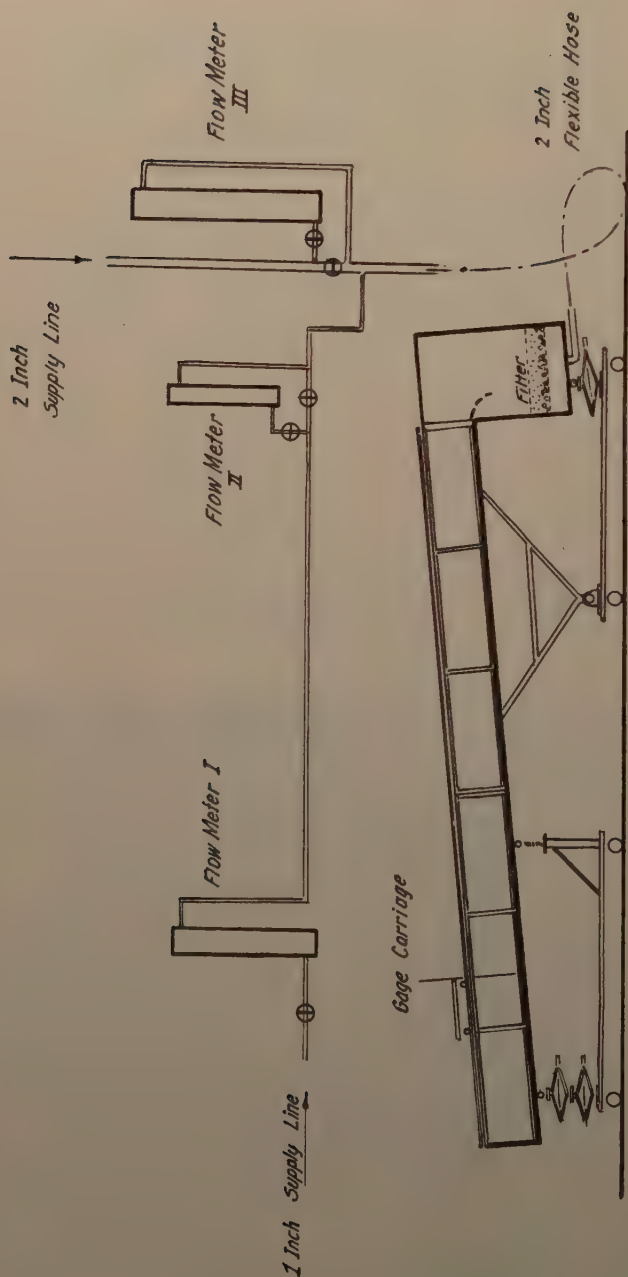 2 Inch
Supply Line
Flow Meter
III
Flow Meter
II
Flow Meter I
1 Inch Supply Line
Gage Carriage
Filter
2 Inch
Flexible Hose